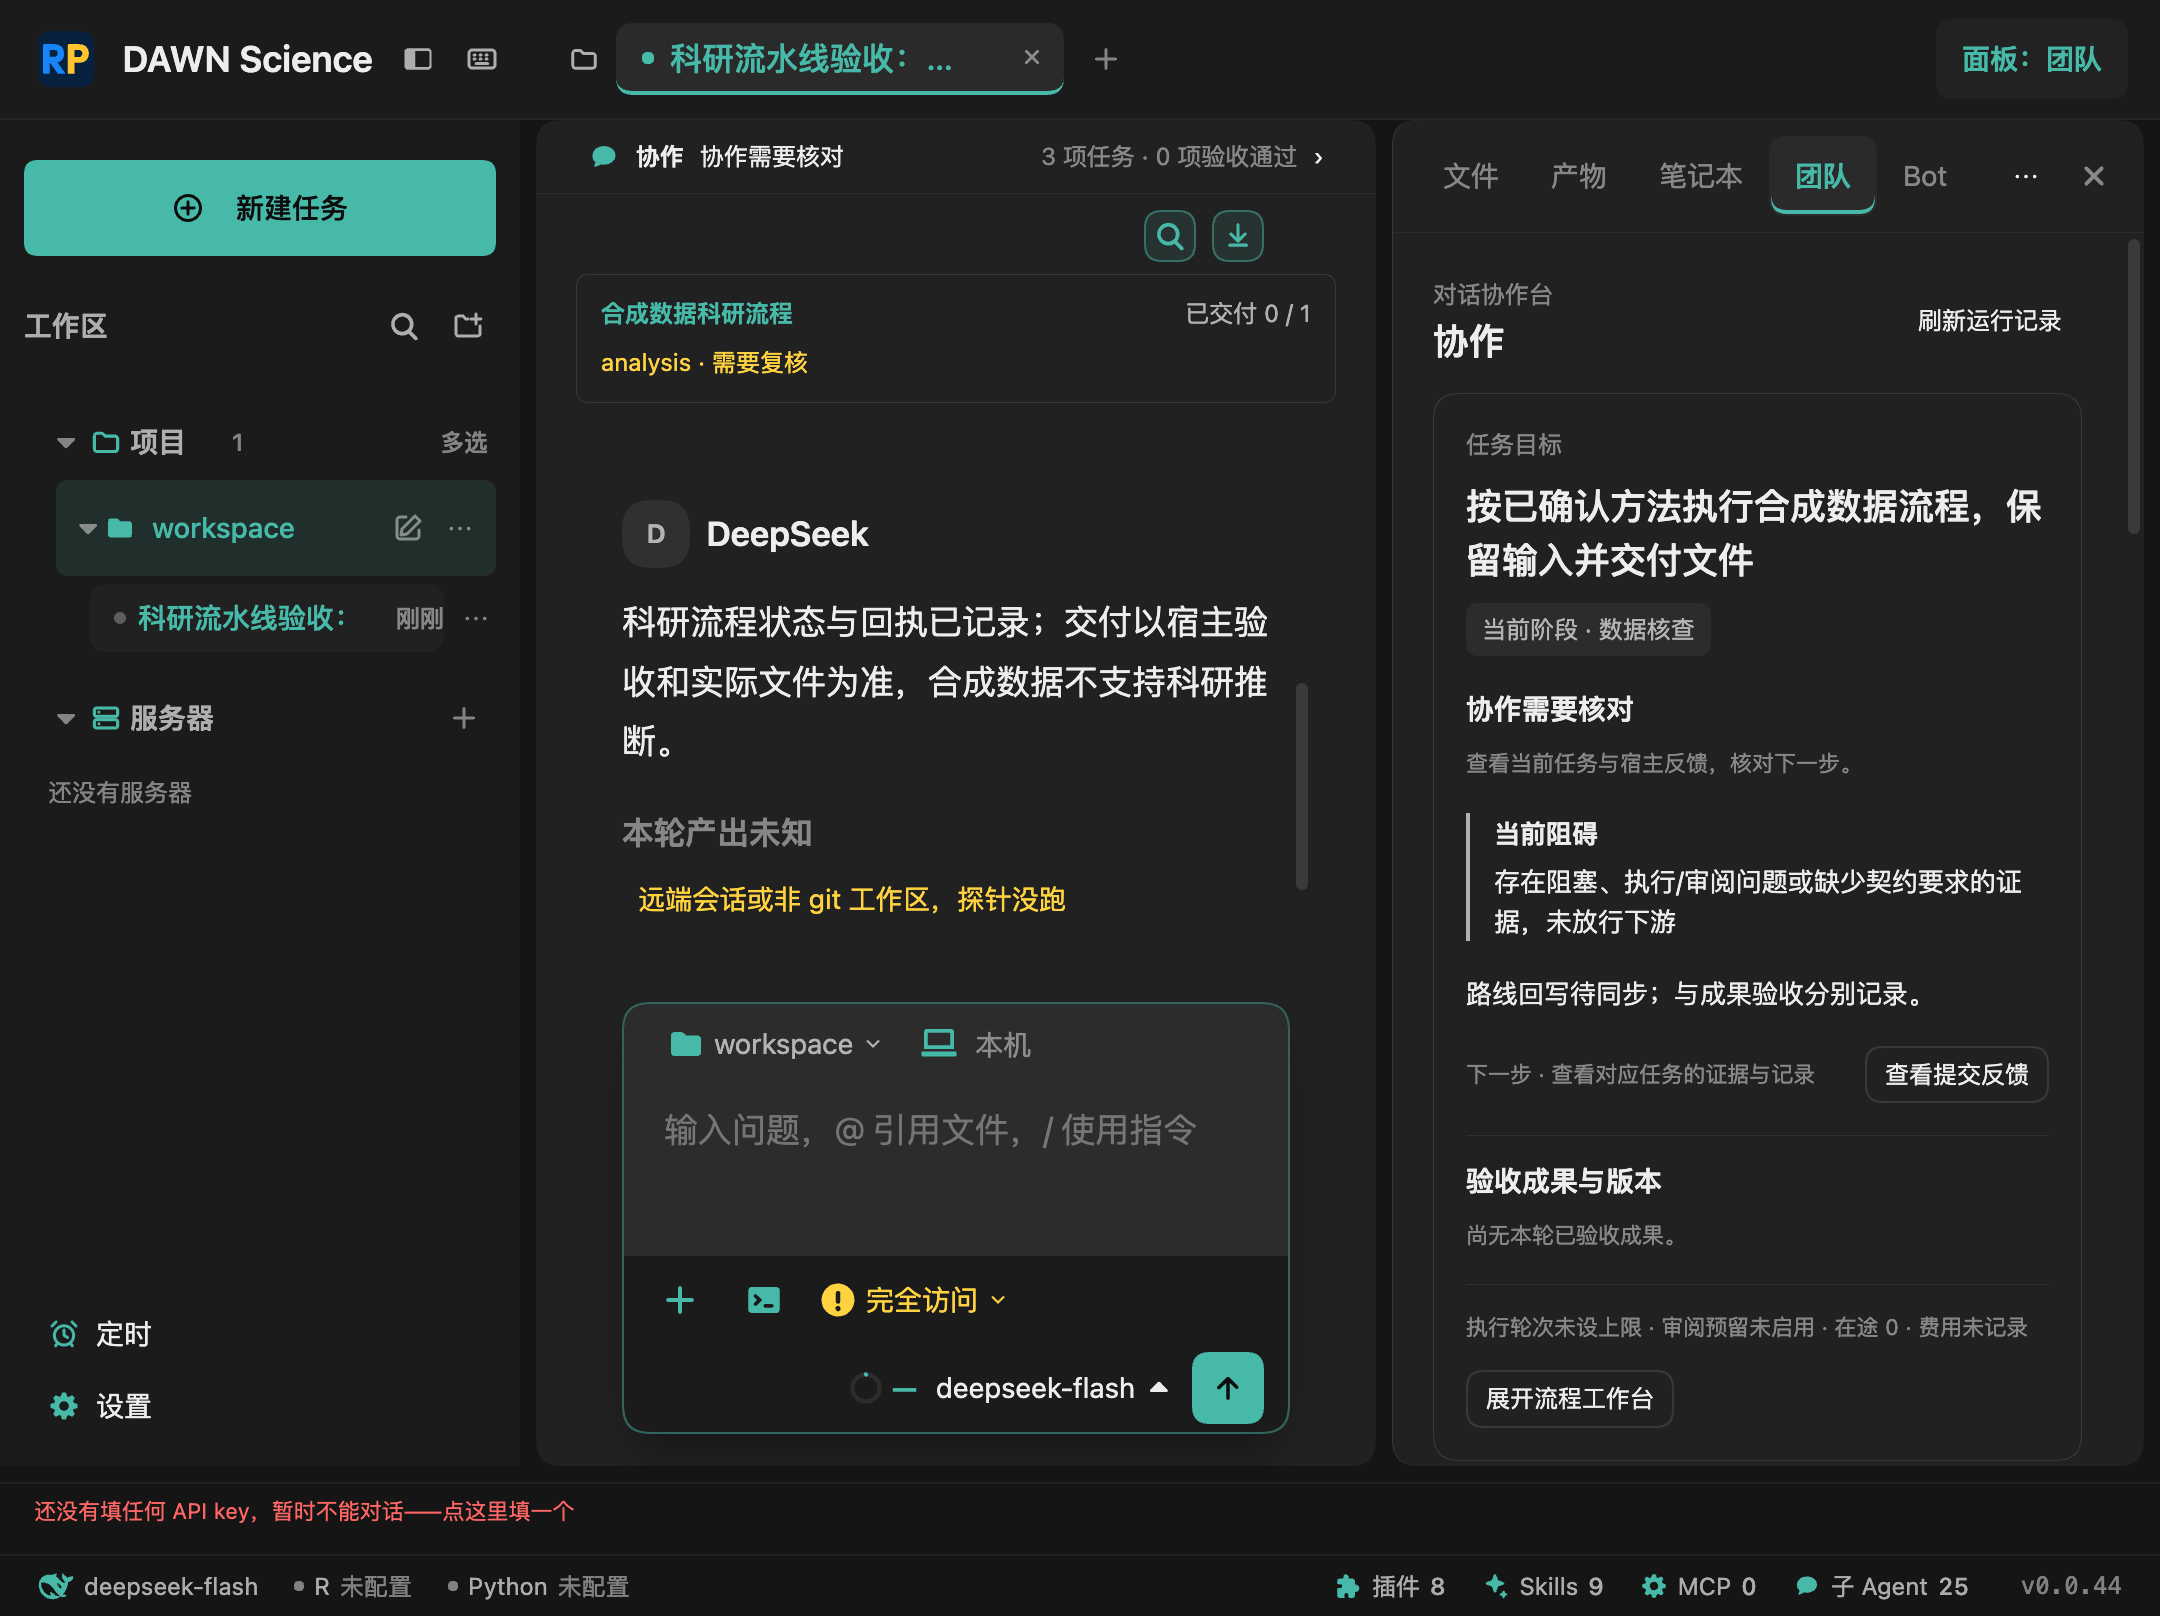 RP DAWN Science
科研流水线验收： ...
面板：团队
新建任务
工作区
项目 1 多选
workspace
科研流水线验收： 刚刚
服务器
还没有服务器
定时
设置
协作 协作需要核对 3 项任务 · 0 项验收通过
合成数据科研流程 已交付 0 / 1
analysis · 需要复核
D DeepSeek
科研流程状态与回执已记录；交付以宿主验
收和实际文件为准，合成数据不支持科研推
断。
本轮产出未知
远端会话或非 git 工作区，探针没跑
workspace 本机
输入问题，@ 引用文件，/ 使用指令
完全访问
deepseek-flash
文件 产物 笔记本 团队 Bot
对话协作台
协作
刷新运行记录
任务目标
按已确认方法执行合成数据流程，保
留输入并交付文件
当前阶段 · 数据核查
协作需要核对
查看当前任务与宿主反馈，核对下一步。
当前阻碍
存在阻塞、执行/审阅问题或缺少契约要求的证
据，未放行下游
路线回写待同步；与成果验收分别记录。
下一步 · 查看对应任务的证据与记录 查看提交反馈
验收成果与版本
尚无本轮已验收成果。
执行轮次未设上限 · 审阅预留未启用 · 在途 0 · 费用未记录
展开流程工作台
还没有填任何 API key，暂时不能对话——点这里填一个
deepseek-flash R 未配置 Python 未配置 插件 8 Skills 9 MCP 0 子 Agent 25 v0.0.44